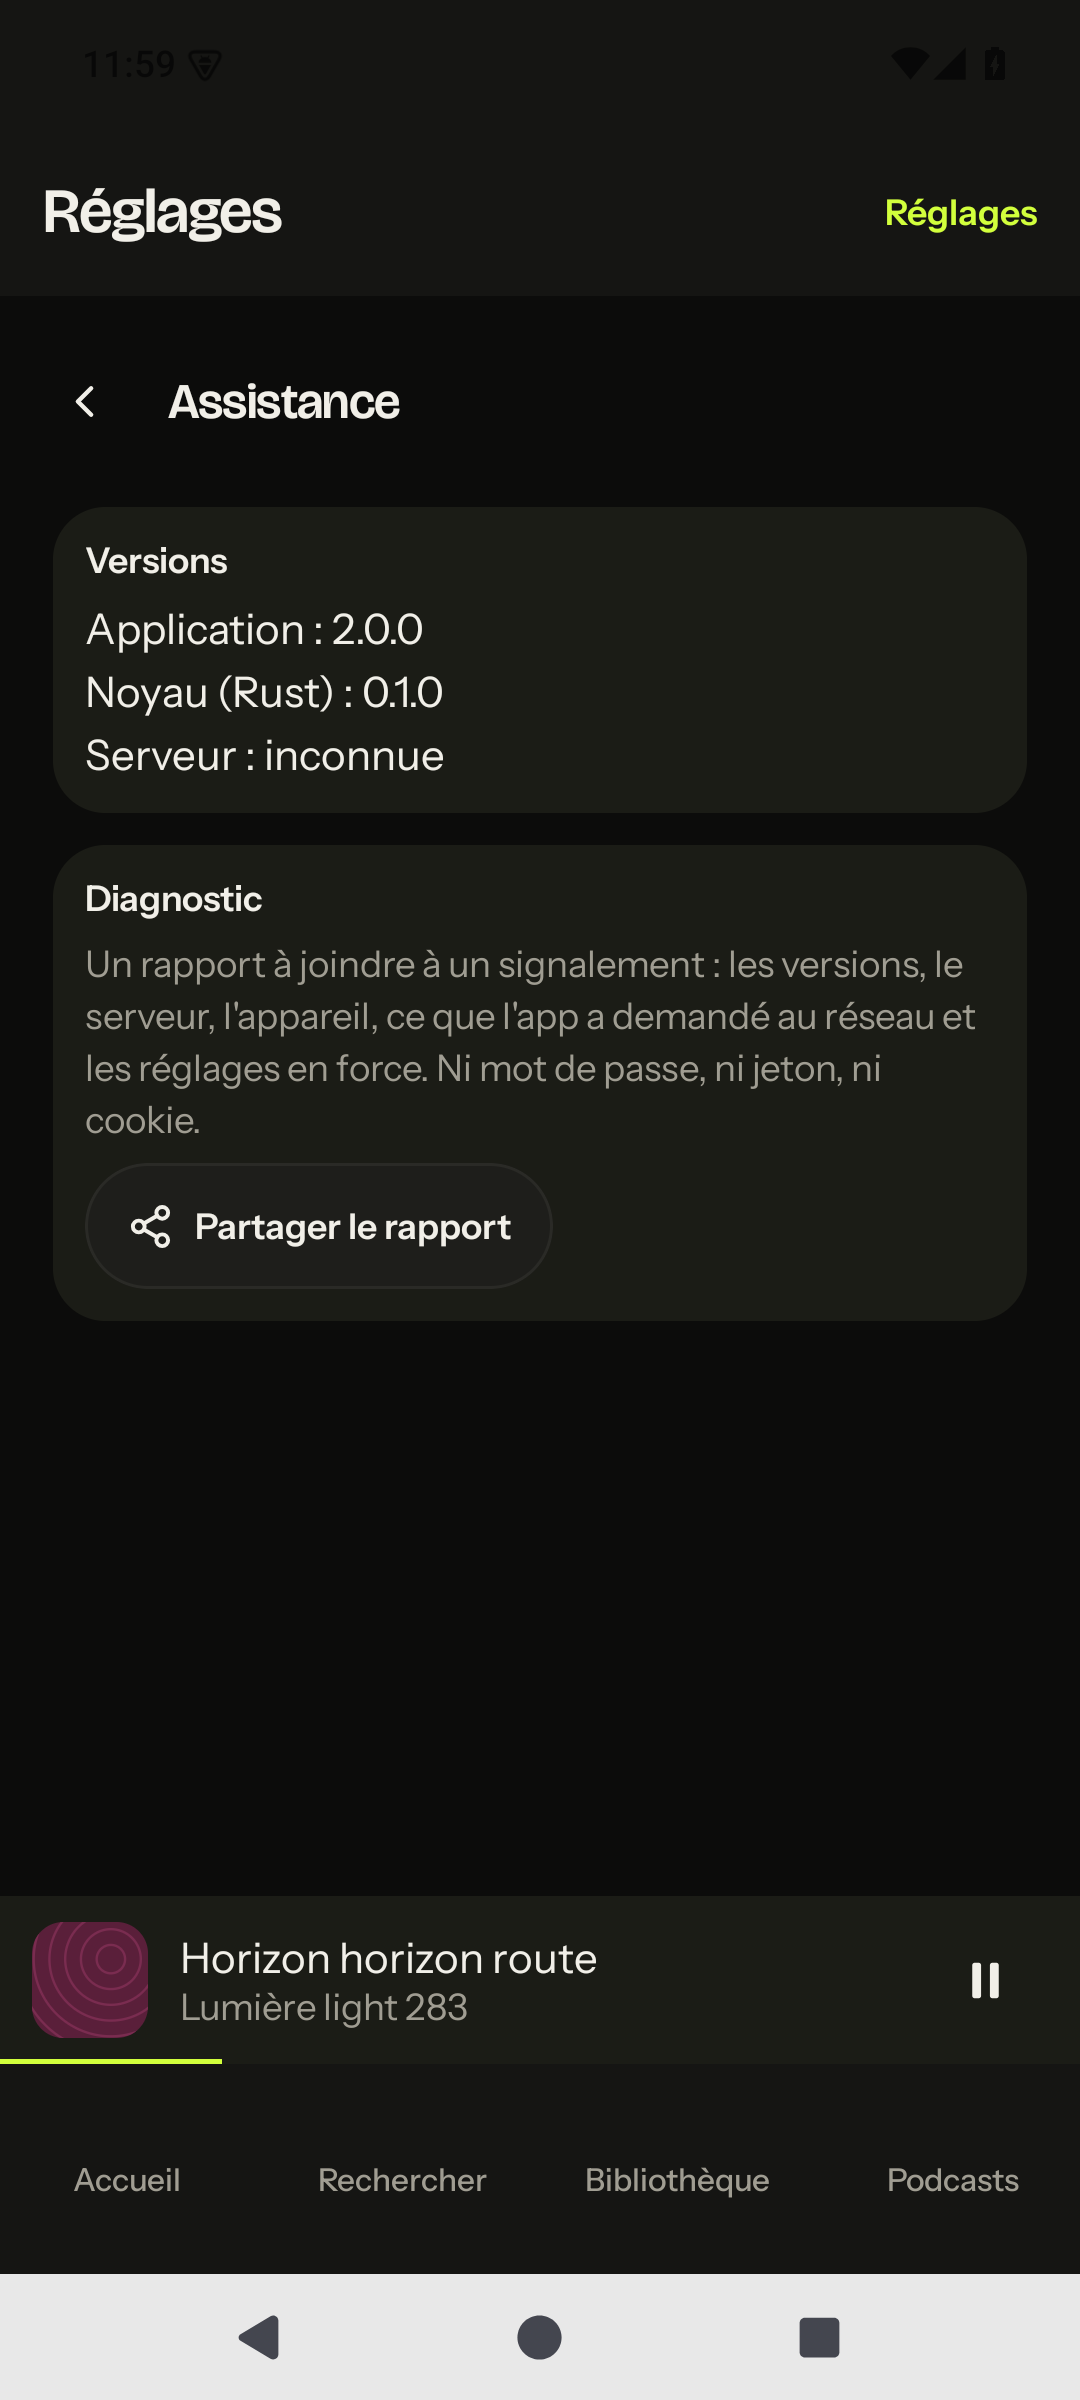 11:59
Réglages
Réglages
Assistance
Versions
Application : 2.0.0
Noyau (Rust) : 0.1.0
Serveur : inconnue
Diagnostic
Un rapport à joindre à un signalement : les versions, le
serveur, l'appareil, ce que l'app a demandé au réseau et
les réglages en force. Ni mot de passe, ni jeton, ni
cookie.
Partager le rapport
Horizon horizon route
Lumière light 283
Accueil
Rechercher
Bibliothèque
Podcasts